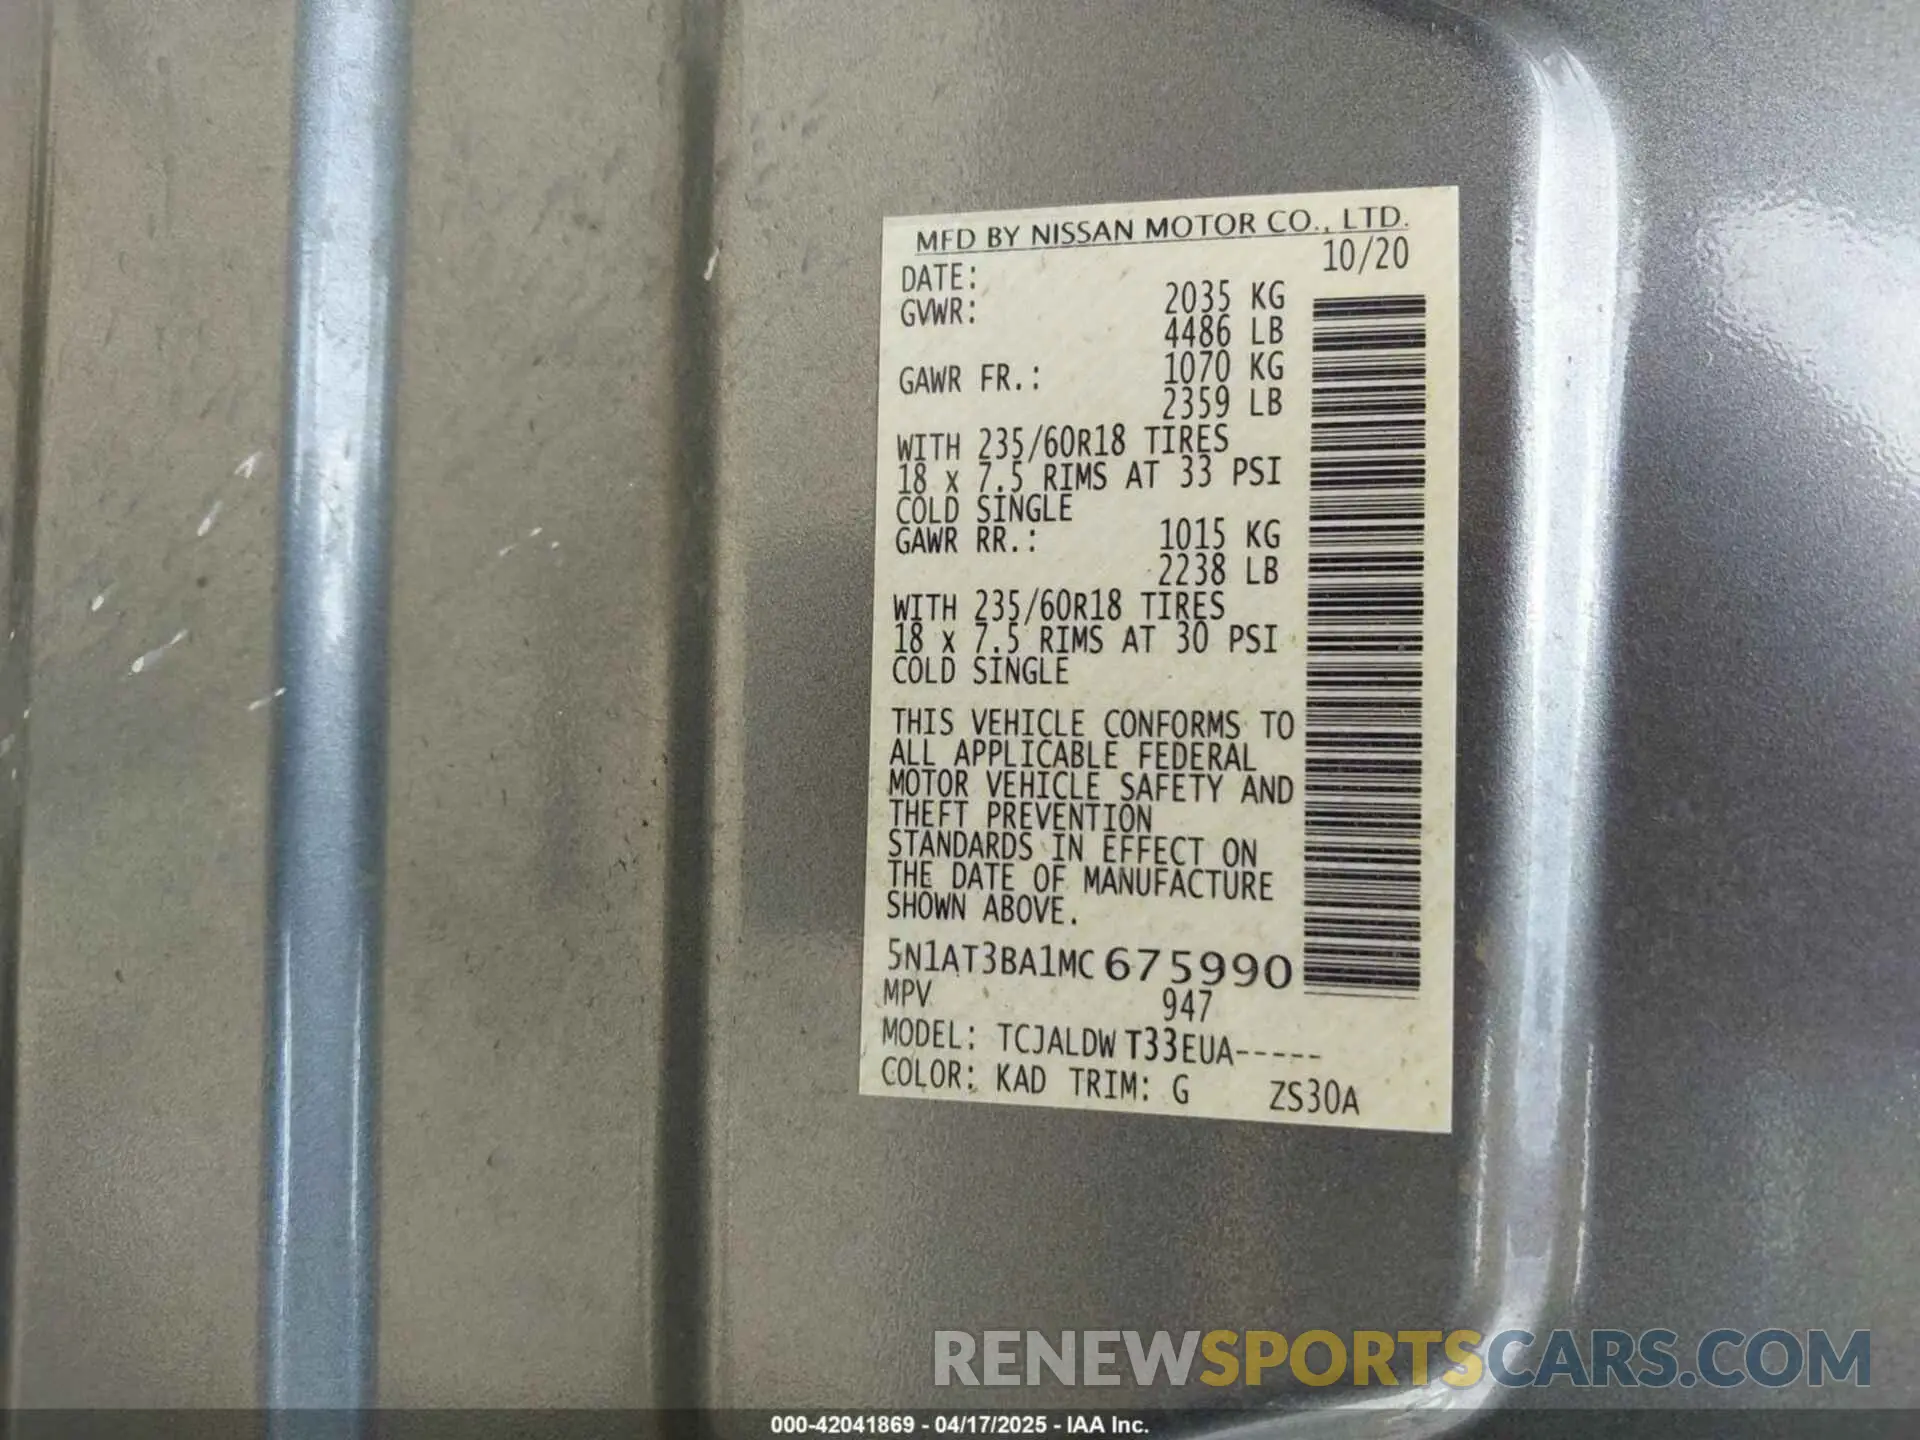 MFD BY NISSAN MOTOR CO., LTD.
DATE: 10/20
GVWR: 2035 KG
4486 LB
GAWR FR.: 1070 KG
2359 LB
WITH 235/60R18 TIRES
18 x 7.5 RIMS AT 33 PSI
COLD SINGLE
GAWR RR.: 1015 KG
2238 LB
WITH 235/60R18 TIRES
18 x 7.5 RIMS AT 30 PSI
COLD SINGLE
THIS VEHICLE CONFORMS TO
ALL APPLICABLE FEDERAL
MOTOR VEHICLE SAFETY AND
THEFT PREVENTION
STANDARDS IN EFFECT ON
THE DATE OF MANUFACTURE
SHOWN ABOVE.
5N1AT3BA1MC675990
MPV 947
MODEL: TCJALDW T33EUA-----
COLOR: KAD TRIM: G ZS30A
RENEWSPORTSCARS.COM
000-42041869 - 04/17/2025 - IAA Inc.